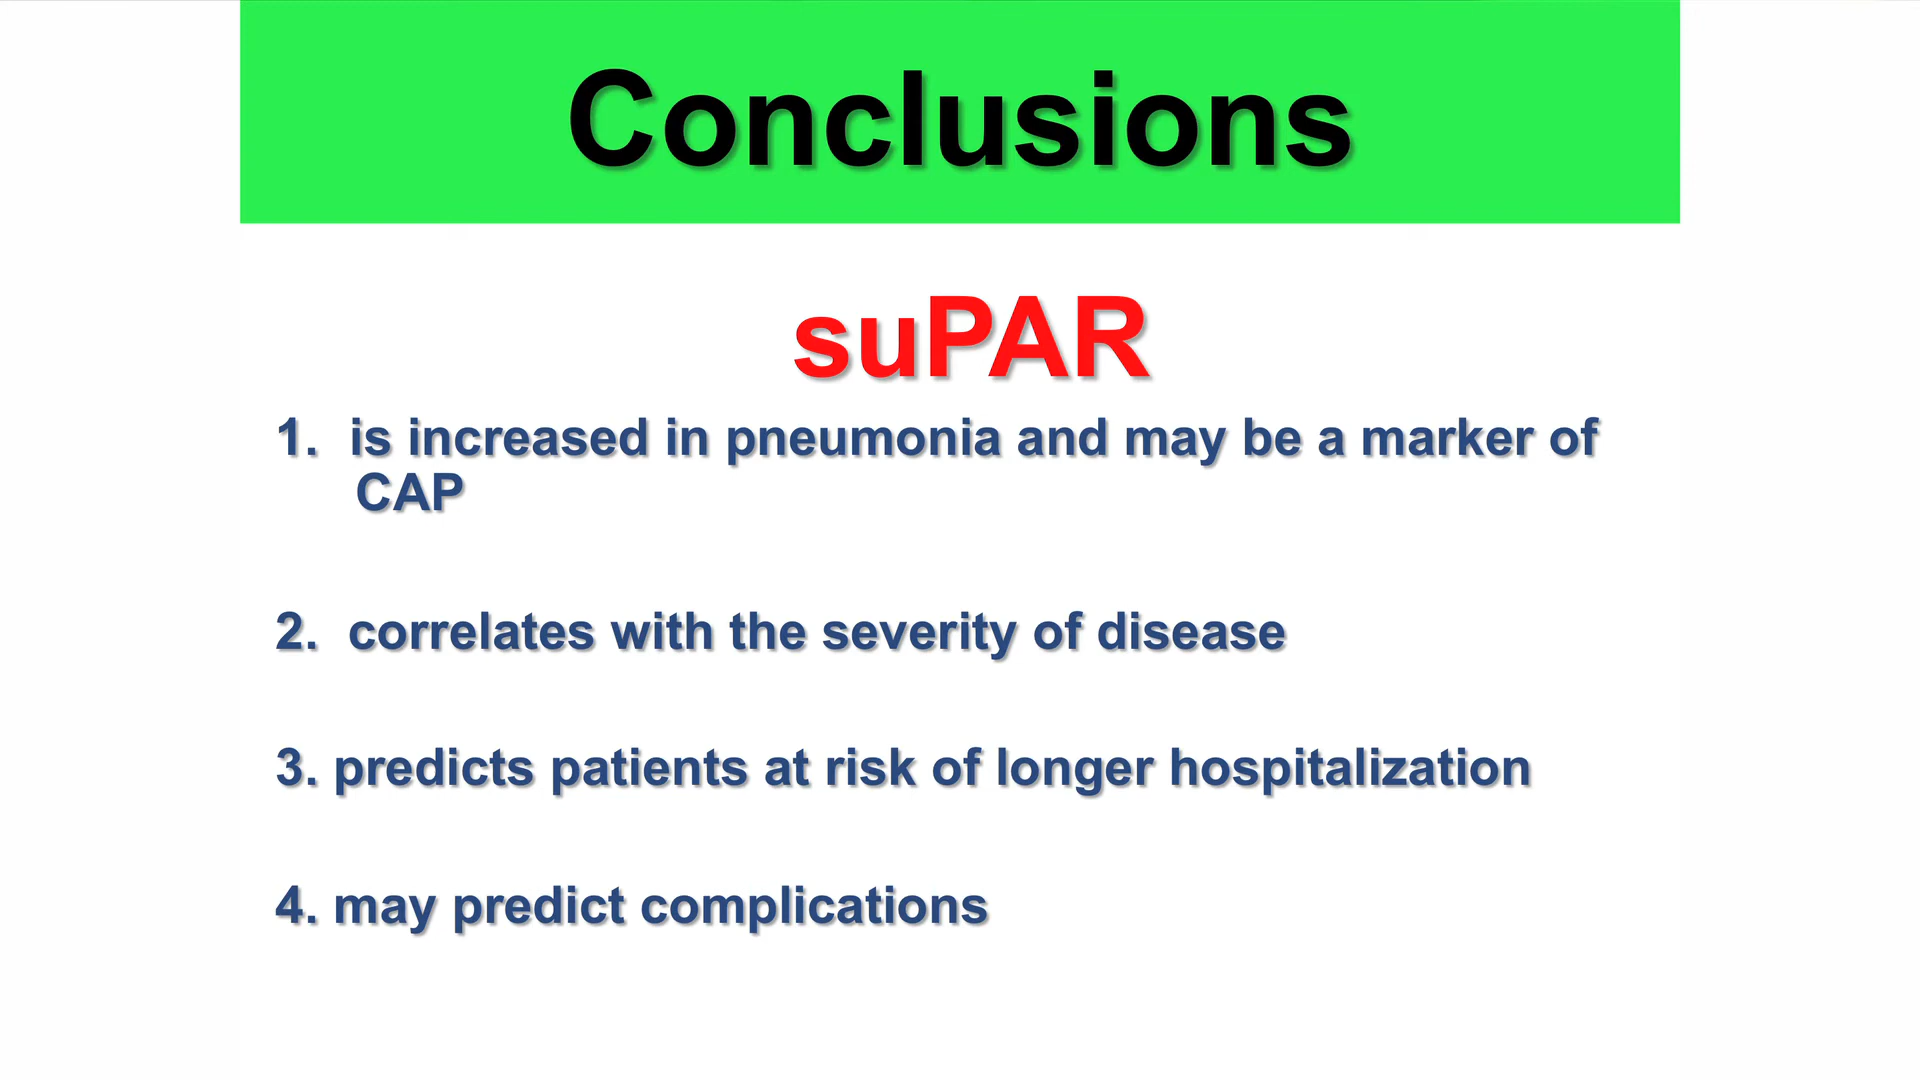 Conclusions
suPAR
1. is increased in pneumonia and may be a marker of
CAP
2. correlates with the severity of disease
3. predicts patients at risk of longer hospitalization
4. may predict complications